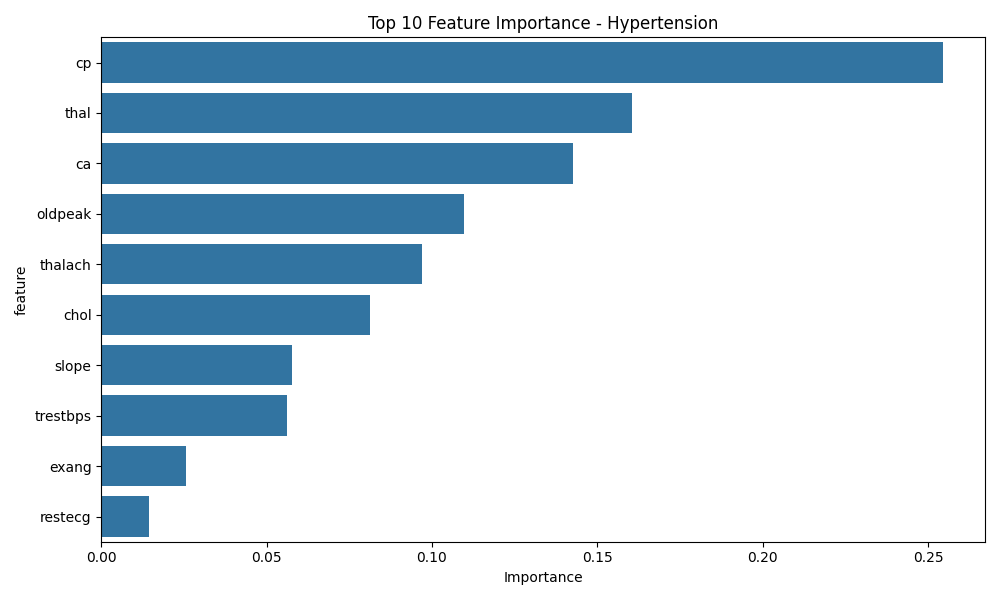 Top 10 Feature Importance - Hypertension
feature
cp
thal
ca
oldpeak
thalach
chol
slope
trestbps
exang
restecg
0.00 0.05 0.10 0.15 0.20 0.25
Importance